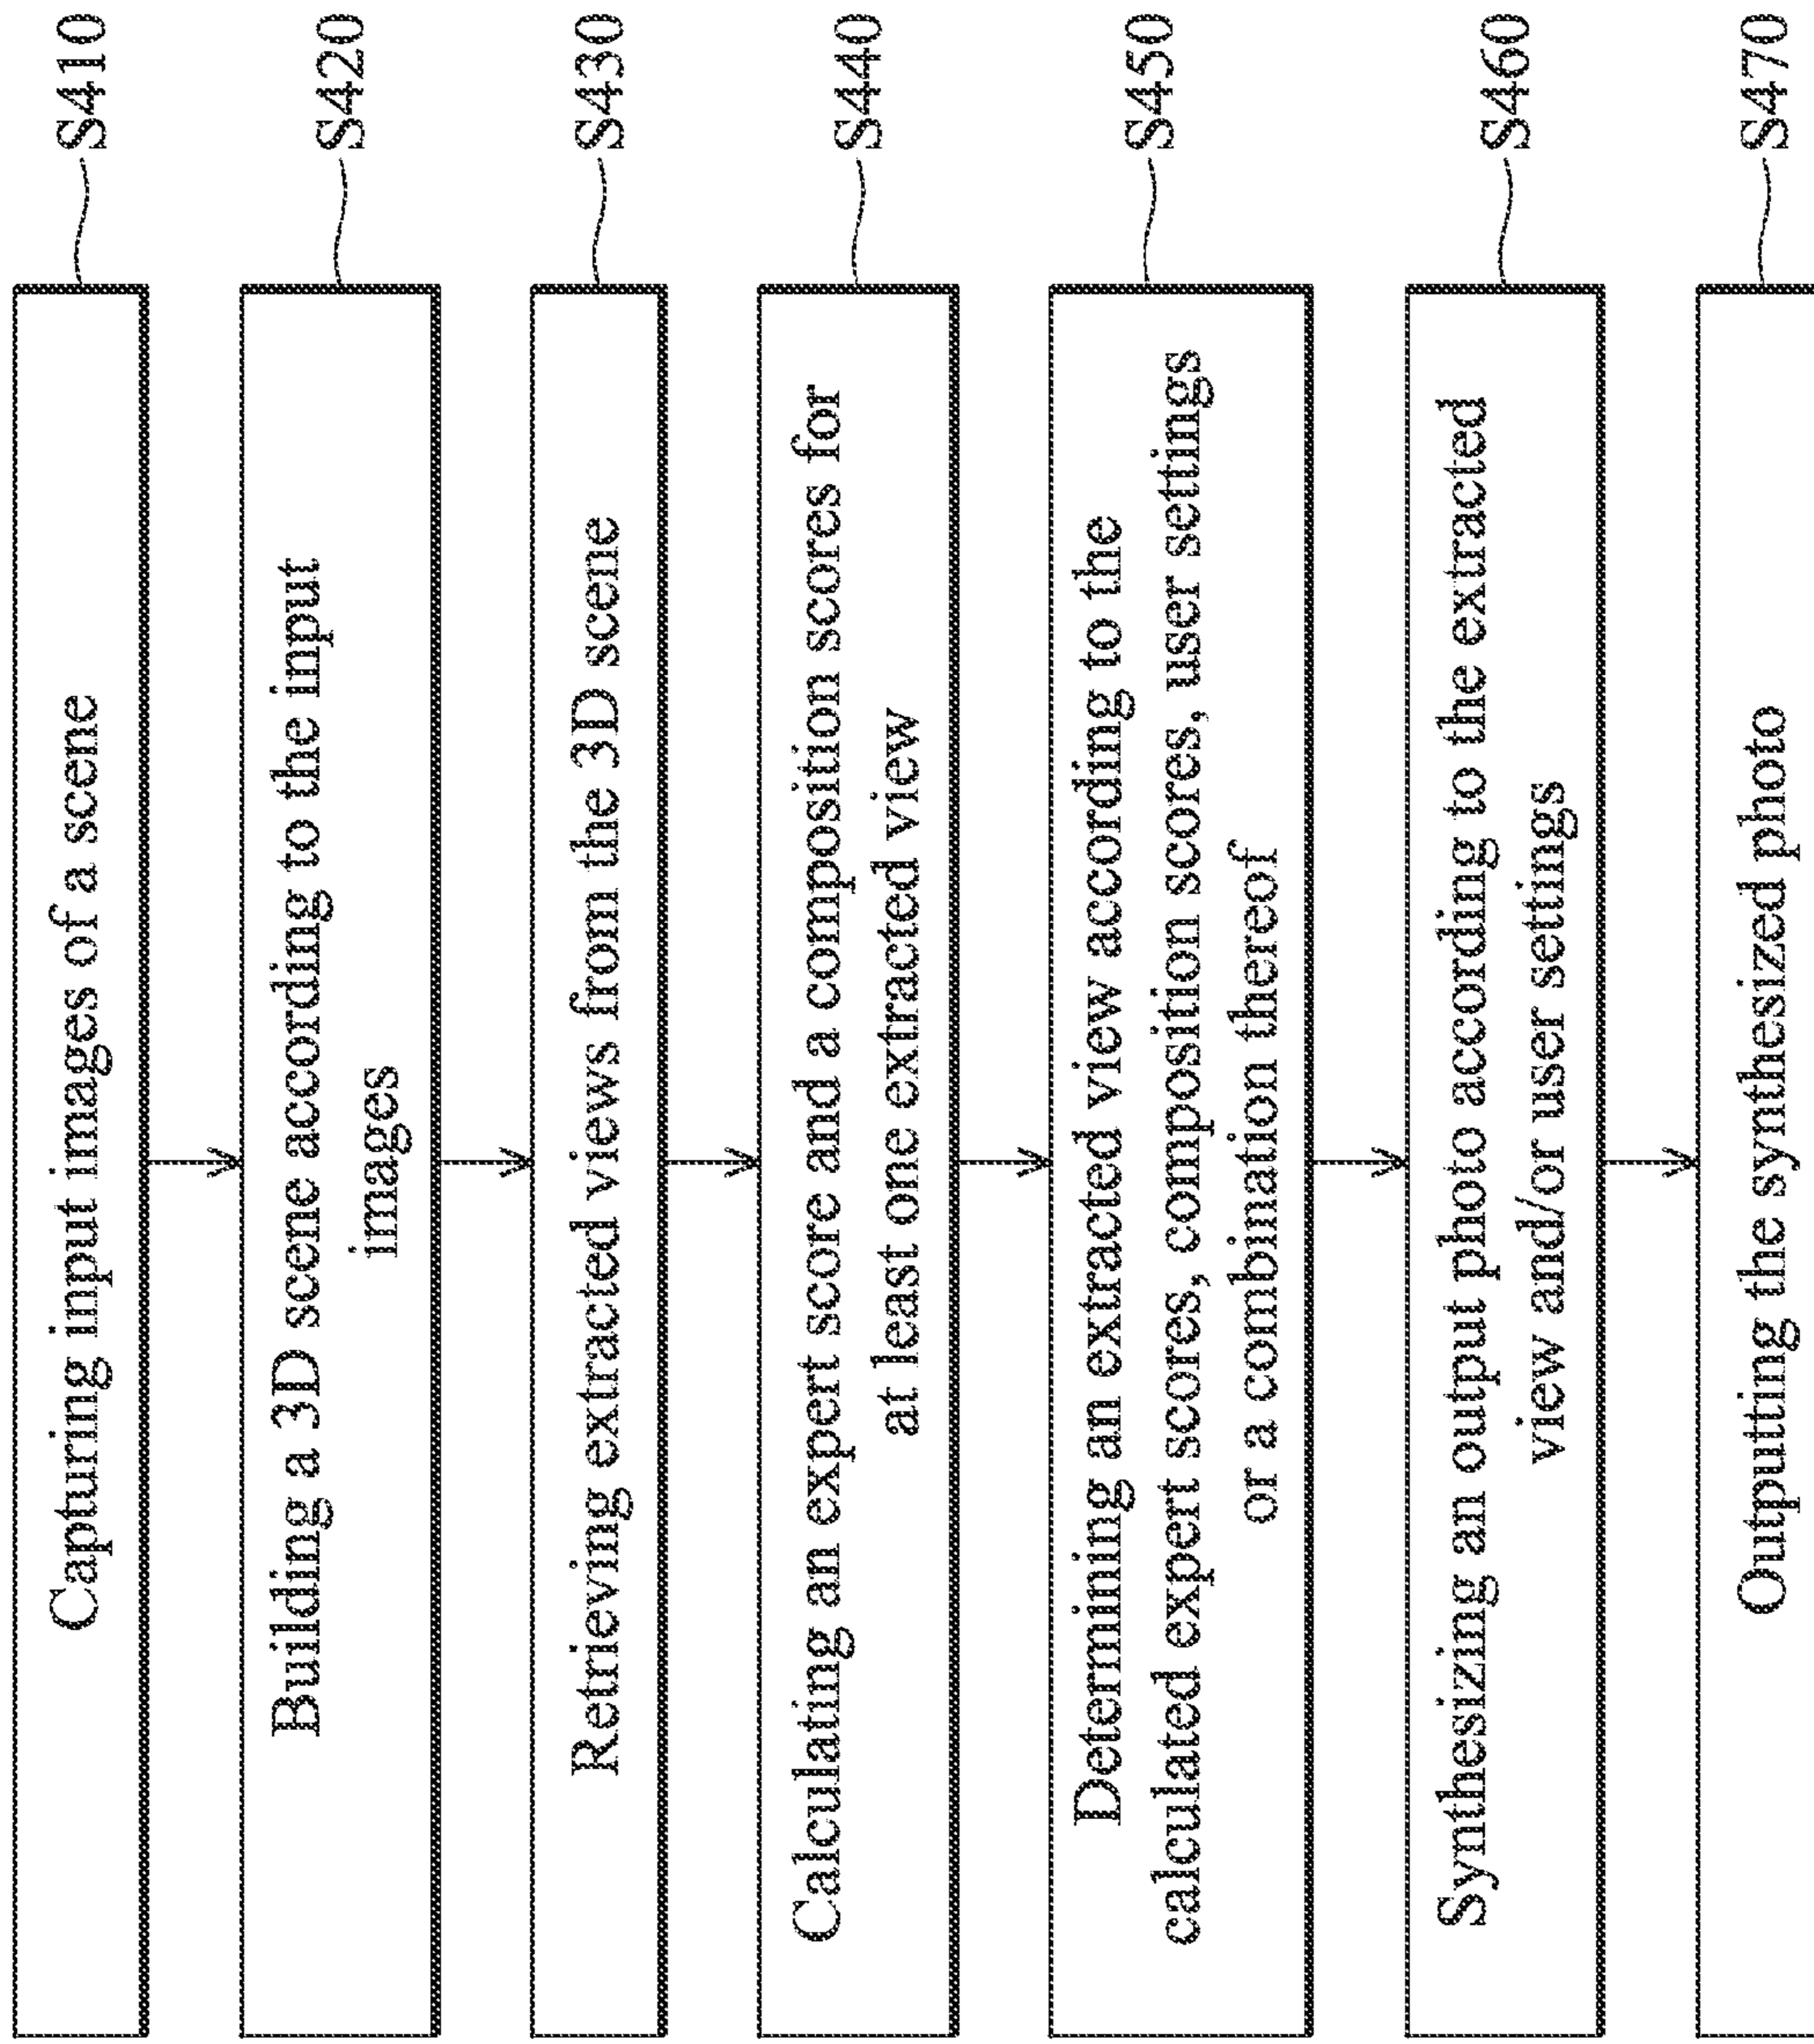 Capturing input images of a scene
S410
Building a 3D scene according to the input
images
S420
Retrieving extracted views from the 3D scene
S430
Calculating an expert score and a composition scores for
at least one extracted view
S440
Determining an extracted view according to the
calculated expert scores, composition scores, user settings
or a combination thereof
S450
Synthesizing an output photo according to the extracted
view and/or user settings
S460
Outputting the synthesized photo
S470